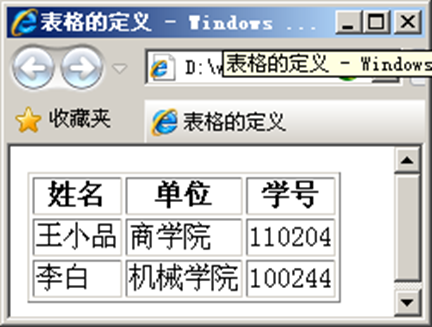 表格的定义 - Windows ...
D:\w
表格的定义 - Windows
收藏夹
表格的定义
姓名 单位 学号
王小品 商学院 110204
李白 机械学院 100244